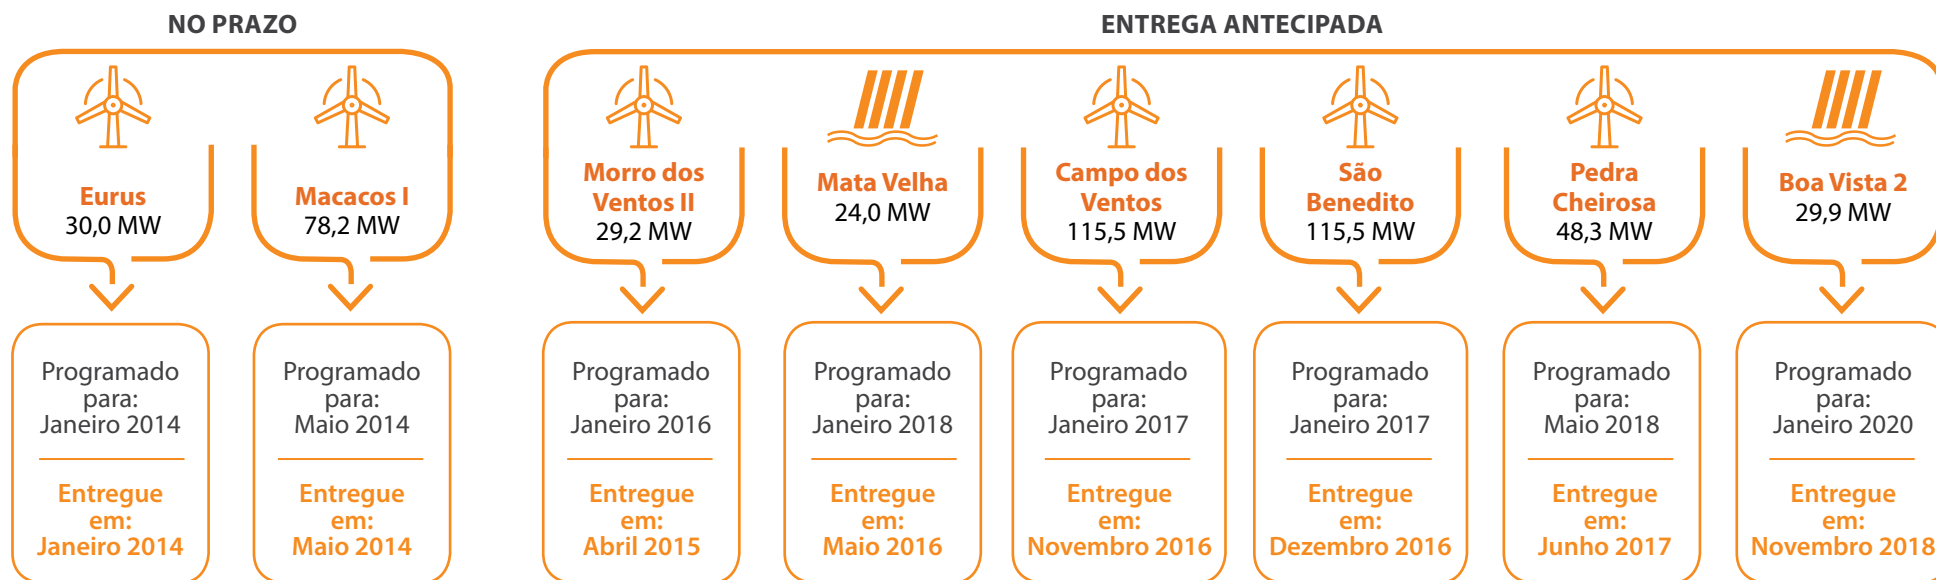 NO PRAZO
Eurus
30,0 MW
Programado
para:
Janeiro 2014
Entregue
em:
Janeiro 2014
Macacos I
78,2 MW
Programado
para:
Maio 2014
Entregue
em:
Maio 2014
ENTREGA ANTECIPADA
Morro dos
Ventos II
29,2 MW
Programado
para:
Janeiro 2016
Entregue
em:
Abril 2015
Mata Velha
24,0 MW
Programado
para:
Janeiro 2018
Entregue
em:
Maio 2016
Campo dos
Ventos
115,5 MW
Programado
para:
Janeiro 2017
Entregue
em:
Novembro 2016
São
Benedito
115,5 MW
Programado
para:
Janeiro 2017
Entregue
em:
Dezembro 2016
Pedra
Cheirosa
48,3 MW
Programado
para:
Maio 2018
Entregue
em:
Junho 2017
Boa Vista 2
29,9 MW
Programado
para:
Janeiro 2020
Entregue
em:
Novembro 2018